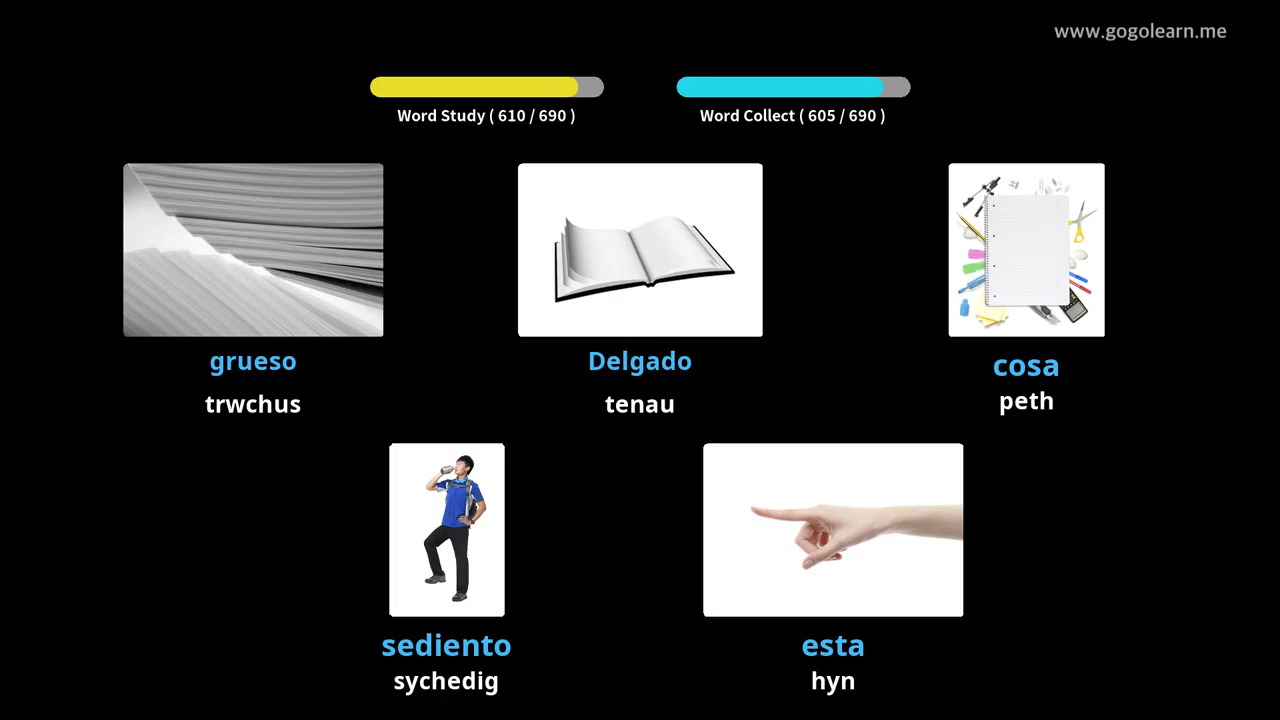 www.gogolearn.me
Word Study ( 610 / 690 )
Word Collect ( 605 / 690 )
grueso
trwchus
Delgado
tenau
cosa
peth
sediento
sychedig
esta
hyn